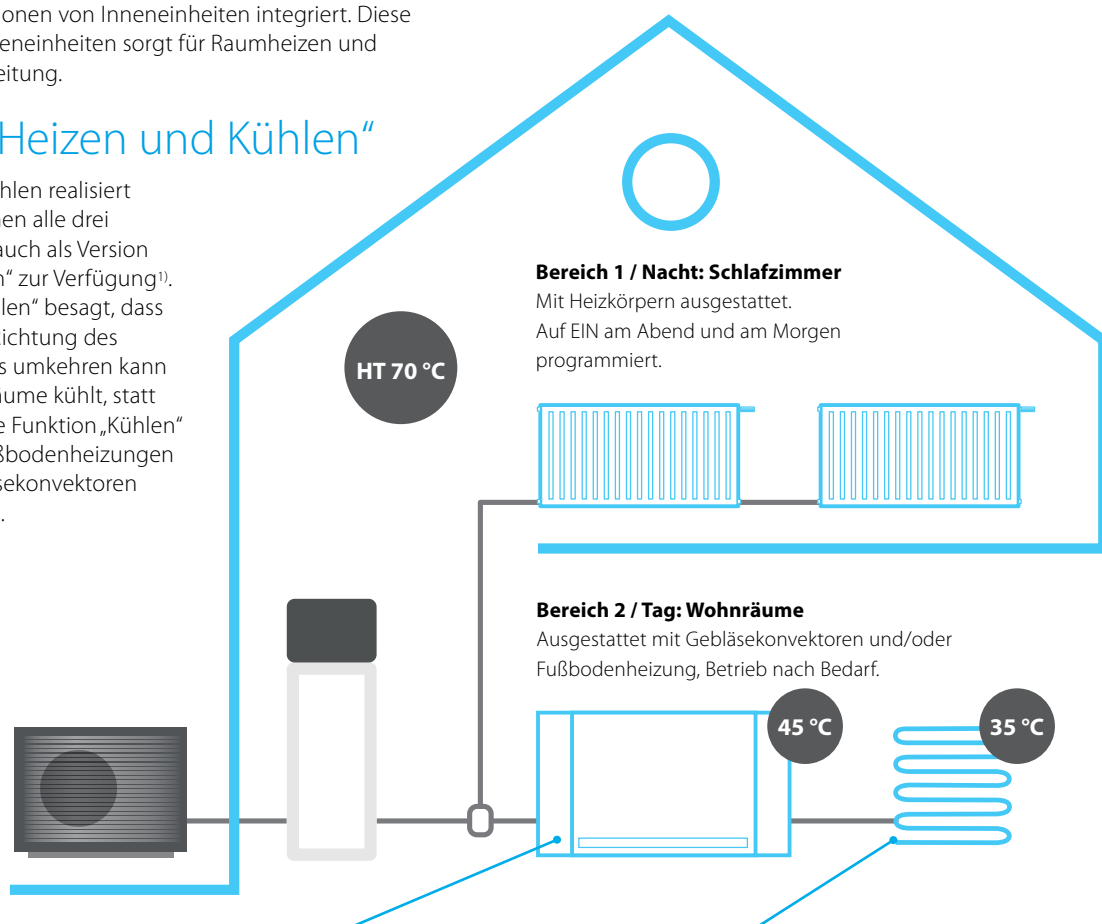 onen von Inneneinheiten integriert. Diese
eneinheiten sorgt für Raumheizen und
eitung.
Heizen und Kühlen“
hlen realisiert
nen alle drei
auch als Version
n“ zur Verfügung¹⁾.
len“ besagt, dass
ichtung des
s umkehren kann
äume kühlt, statt
e Funktion „Kühlen“
ßbodenheizungen
sekonvektoren
.
HT 70 °C
Bereich 1 / Nacht: Schlafzimmer
Mit Heizkörpern ausgestattet.
Auf EIN am Abend und am Morgen
programmiert.
Bereich 2 / Tag: Wohnräume
Ausgestattet mit Gebläsekonvektoren und/oder
Fußbodenheizung, Betrieb nach Bedarf.
45 °C
35 °C